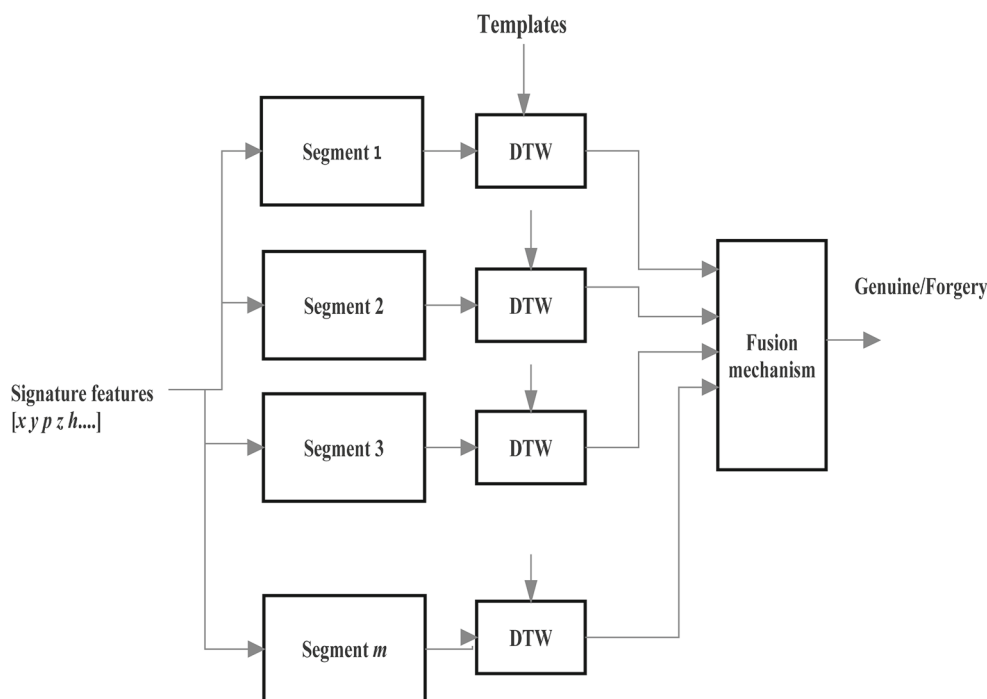 Templates
Segment 1
DTW
Segment 2
DTW
Genuine/Forgery
Fusion
mechanism
Signature features
[x y p z h....]
Segment 3
DTW
Segment m
DTW